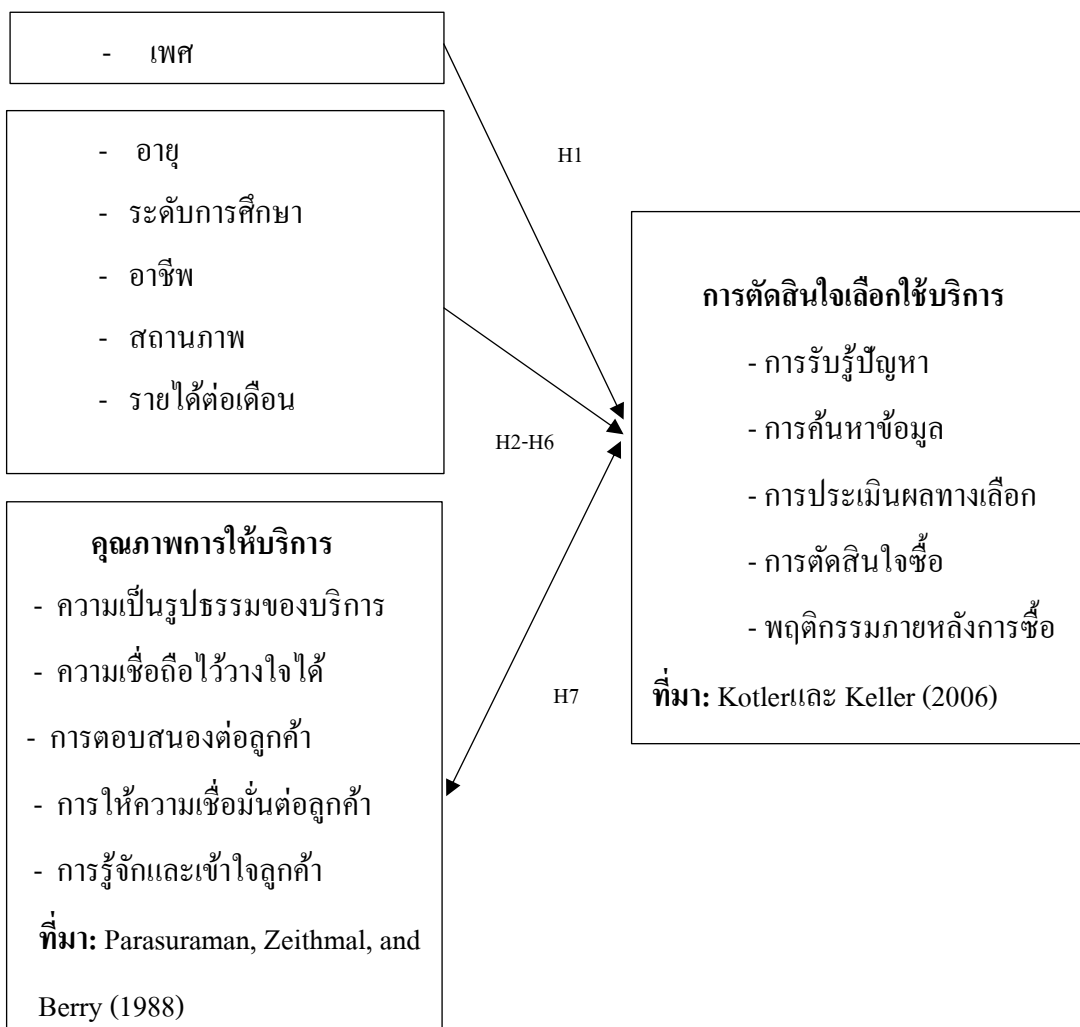 - เพศ
- อายุ
- ระดับการศึกษา
- อาชีพ
- สถานภาพ
- รายได้ต่อเดือน
H1
H2-H6
คุณภาพการให้บริการ
- ความเป็นรูปธรรมของบริการ
- ความเชื่อถือไว้วางใจได้
- การตอบสนองต่อลูกค้า
- การให้ความเชื่อมั่นต่อลูกค้า
- การรู้จักและเข้าใจลูกค้า
ที่มา: Parasuraman, Zeithmal, and
Berry (1988)
H7
การตัดสินใจเลือกใช้บริการ
- การรับรู้ปัญหา
- การค้นหาข้อมูล
- การประเมินผลทางเลือก
- การตัดสินใจซื้อ
- พฤติกรรมภายหลังการซื้อ
ที่มา: Kotlerและ Keller (2006)